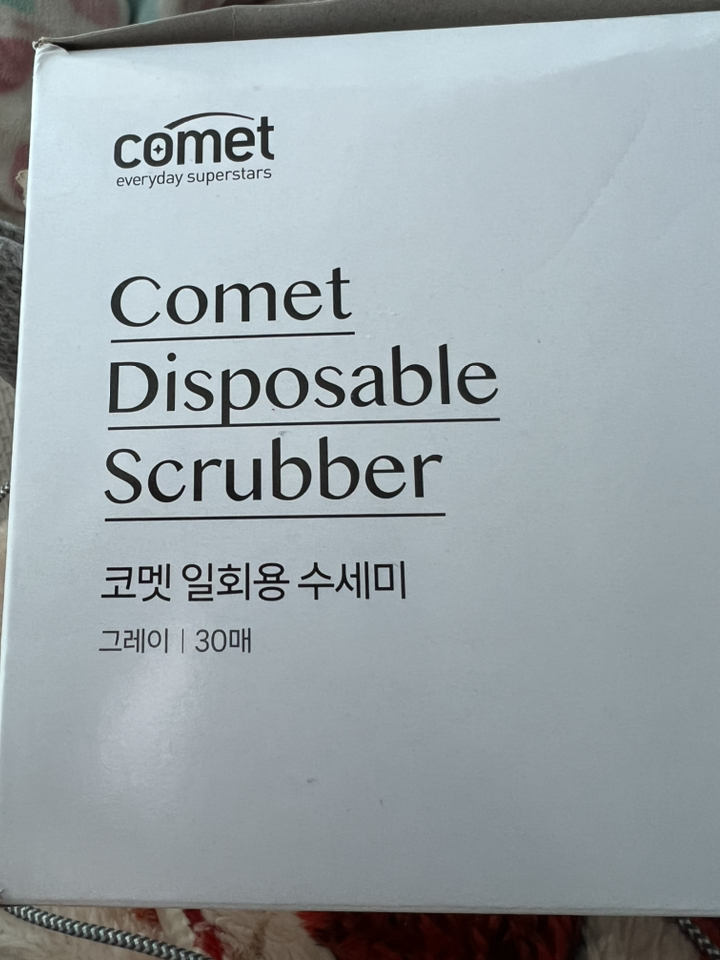 comet
everyday superstars
Comet
Disposable
Scrubber
코멧 일회용 수세미
그레이 | 30매